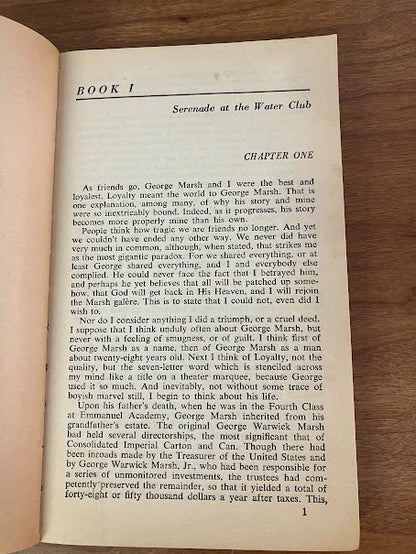 BOOK I
Serenade at the Water Club
CHAPTER ONE
As friends go, George Marsh and I were the best and
loyalest. Loyalty meant the world to George Marsh. That is
one explanation, among many, of why his story and mine
were so inextricably bound. Indeed, as it progresses, his story
becomes more properly mine than his own.
People think how tragic we are friends no longer. And yet
we couldn't have ended any other way. We never did have
very much in common, although, when stated, that strikes me
as the most gigantic paradox. For we shared everything, or at
least George shared everything, and I and everybody else
complied. He could never face the fact that I betrayed him,
and perhaps he yet believes that all will be patched up some-
how, that God will get back in His Heaven, and I will rejoin
the Marsh galère. This is to state that I could not, even did I
wish to.
Nor do I consider anything I did a triumph, or a cruel deed.
I suppose that I think unduly often about George Marsh, but
never with a feeling of smugness, or of guilt. I think first of
George Marsh as a name, then of George Marsh as a man
about twenty-eight years old. Next I think of Loyalty, not the
quality, but the seven-letter word which is stenciled across
my mind like a title on a theater marquee, because George
used it so much. And inevitably, not without some trace of
boyish marvel still, I begin to think about his life.
Upon his father's death, when he was in the Fourth Class
at Emmanuel Academy, George Marsh inherited from his
grandfather's estate. The original George Warwick Marsh
had held several directorships, the most significant that of
Consolidated Imperial Carton and Can. Though there had
been inroads made by the Treasurer of the United States and
by George Warwick Marsh, Jr., who had been responsible for
a series of unmonitored investments, the trustees had com-
petently preserved the remainder, so that it yielded a total of
forty-eight or fifty thousand dollars a year after taxes. This,
1